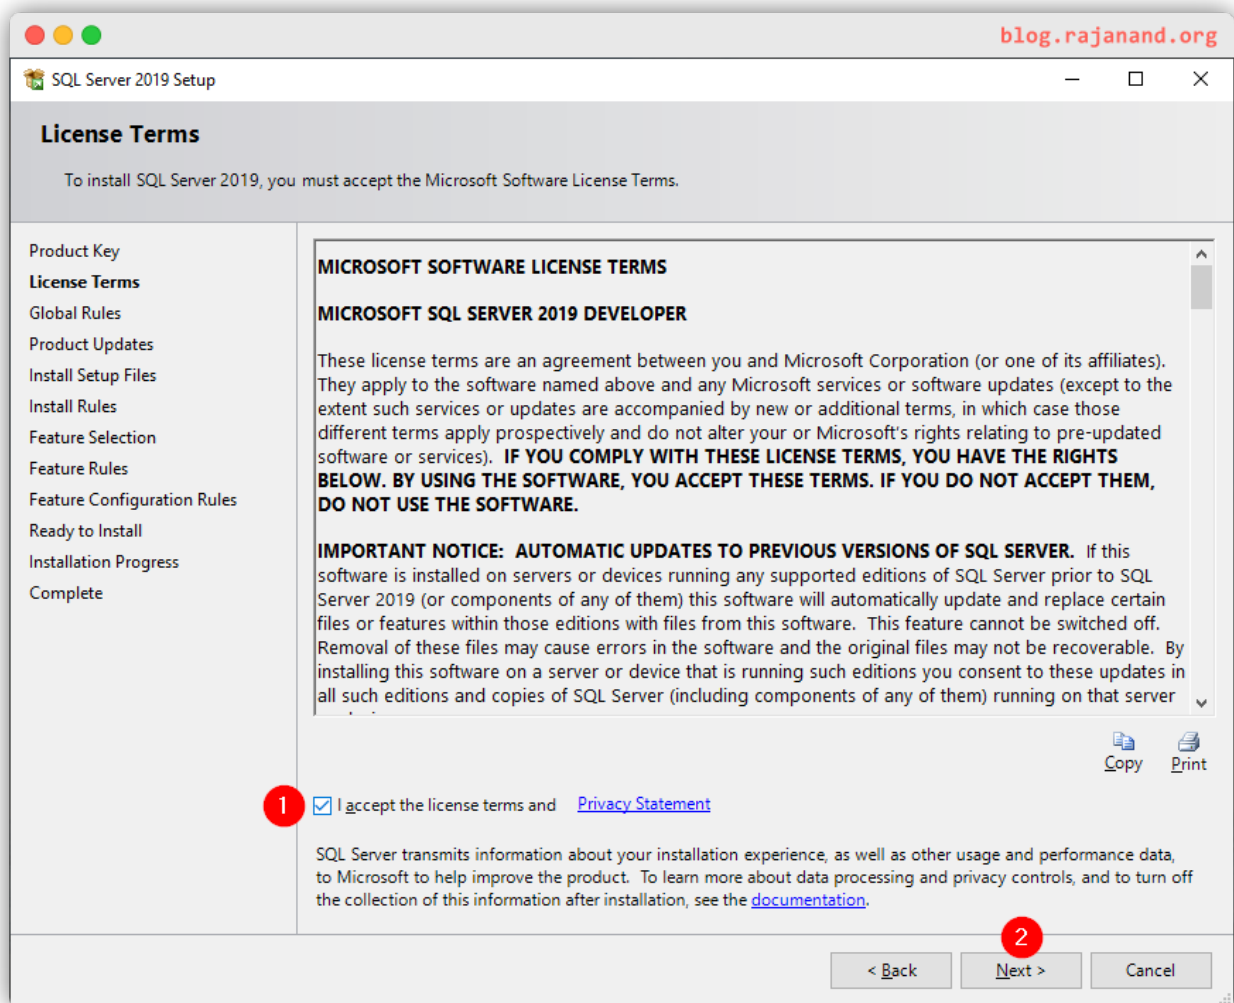 blog.rajanand.org
SQL Server 2019 Setup
License Terms
To install SQL Server 2019, you must accept the Microsoft Software License Terms.
Product Key
License Terms
Global Rules
Product Updates
Install Setup Files
Install Rules
Feature Selection
Feature Rules
Feature Configuration Rules
Ready to Install
Installation Progress
Complete
MICROSOFT SOFTWARE LICENSE TERMS
MICROSOFT SQL SERVER 2019 DEVELOPER
These license terms are an agreement between you and Microsoft Corporation (or one of its affiliates).
They apply to the software named above and any Microsoft services or software updates (except to the
extent such services or updates are accompanied by new or additional terms, in which case those
different terms apply prospectively and do not alter your or Microsoft's rights relating to pre-updated
software or services).  IF YOU COMPLY WITH THESE LICENSE TERMS, YOU HAVE THE RIGHTS
BELOW. BY USING THE SOFTWARE, YOU ACCEPT THESE TERMS. IF YOU DO NOT ACCEPT THEM,
DO NOT USE THE SOFTWARE.
IMPORTANT NOTICE:  AUTOMATIC UPDATES TO PREVIOUS VERSIONS OF SQL SERVER.  If this
software is installed on servers or devices running any supported editions of SQL Server prior to SQL
Server 2019 (or components of any of them) this software will automatically update and replace certain
files or features within those editions with files from this software.  This feature cannot be switched off.
Removal of these files may cause errors in the software and the original files may not be recoverable.  By
installing this software on a server or device that is running such editions you consent to these updates in
all such editions and copies of SQL Server (including components of any of them) running on that server
Copy Print
1 I accept the license terms and Privacy Statement
SQL Server transmits information about your installation experience, as well as other usage and performance data,
to Microsoft to help improve the product.  To learn more about data processing and privacy controls, and to turn off
the collection of this information after installation, see the documentation.
2
< Back Next > Cancel